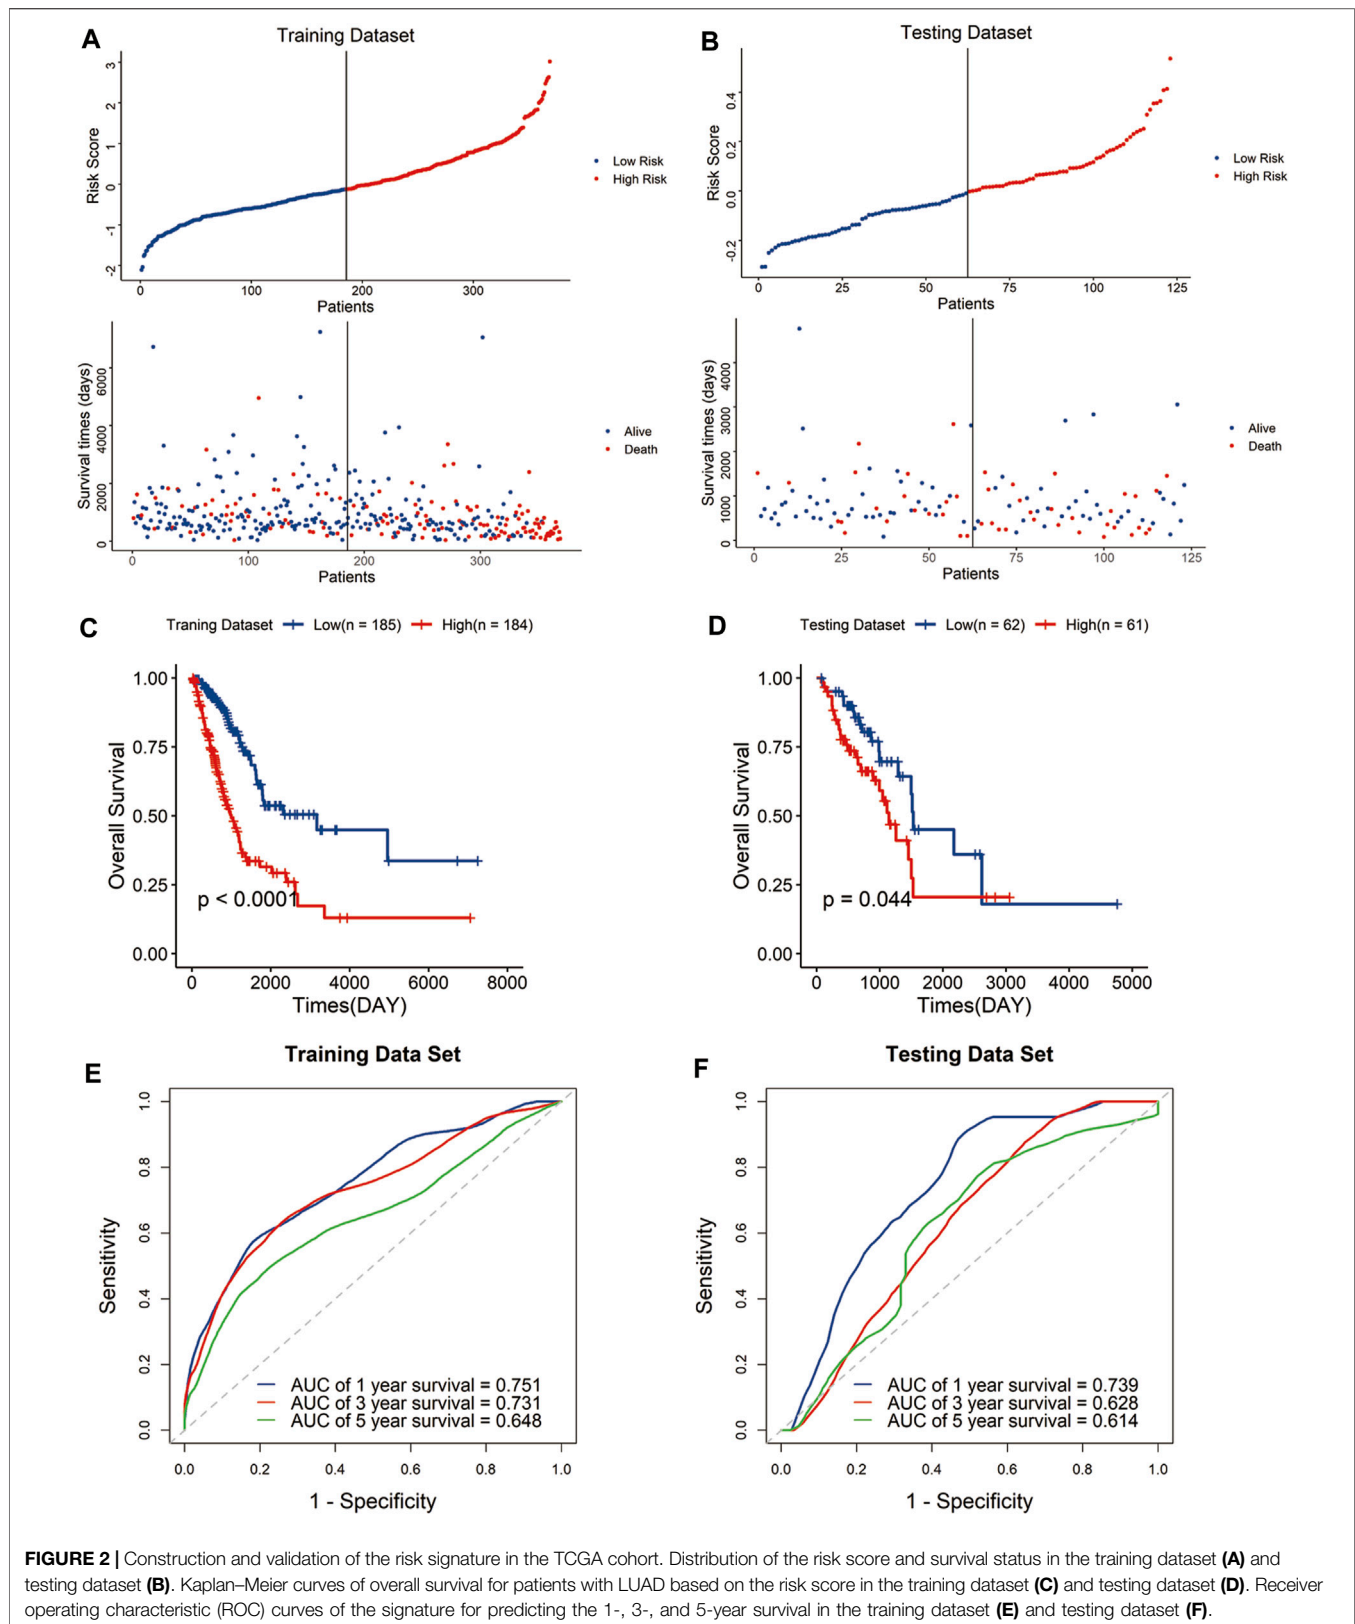 A
Training Dataset
Risk Score
3
2
1
0
-1
-2
0
100
200
300
Patients
Low Risk
High Risk
Survival times (days)
6000
4000
2000
0
0
100
200
300
Patients
Alive
Death
B
Testing Dataset
Risk Score
0.4
0.2
0.0
-0.2
0
25
50
75
100
125
Patients
Low Risk
High Risk
Survival times (days)
4000
3000
2000
1000
0
0
25
50
75
100
125
Patients
Alive
Death
C
Traning Dataset Low(n = 185) High(n = 184)
Overall Survival
1.00
0.75
0.50
0.25
0.00
p < 0.0001
0 2000 4000 6000 8000
Times(DAY)
D
Testing Dataset Low(n = 62) High(n = 61)
Overall Survival
1.00
0.75
0.50
0.25
0.00
p = 0.044
0 1000 2000 3000 4000 5000
Times(DAY)
E
Training Data Set
Sensitivity
1.0
0.8
0.6
0.4
0.2
0.0
AUC of 1 year survival = 0.751
AUC of 3 year survival = 0.731
AUC of 5 year survival = 0.648
0.0 0.2 0.4 0.6 0.8 1.0
1 - Specificity
F
Testing Data Set
Sensitivity
1.0
0.8
0.6
0.4
0.2
0.0
AUC of 1 year survival = 0.739
AUC of 3 year survival = 0.628
AUC of 5 year survival = 0.614
0.0 0.2 0.4 0.6 0.8 1.0
1 - Specificity
FIGURE 2 | Construction and validation of the risk signature in the TCGA cohort. Distribution of the risk score and survival status in the training dataset (A) and
testing dataset (B). Kaplan–Meier curves of overall survival for patients with LUAD based on the risk score in the training dataset (C) and testing dataset (D). Receiver
operating characteristic (ROC) curves of the signature for predicting the 1-, 3-, and 5-year survival in the training dataset (E) and testing dataset (F).